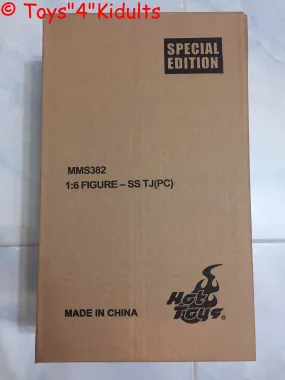 © Toys"4"Kidults
SPECIAL
EDITION
MMS382
1:6 FIGURE – SS TJ(PC)
MADE IN CHINA
Hot
Toys®